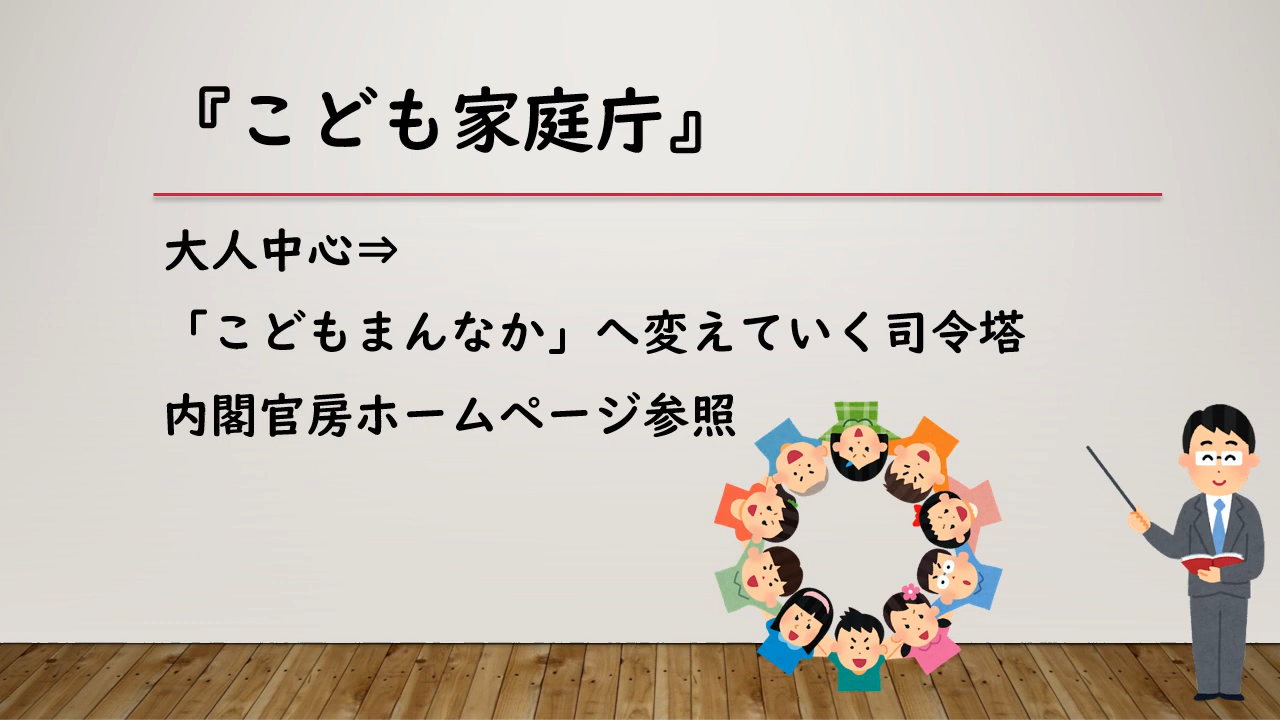 『こども家庭庁』
大人中心⇒
「こどもまんなか」へ変えていく司令塔
内閣官房ホームページ参照